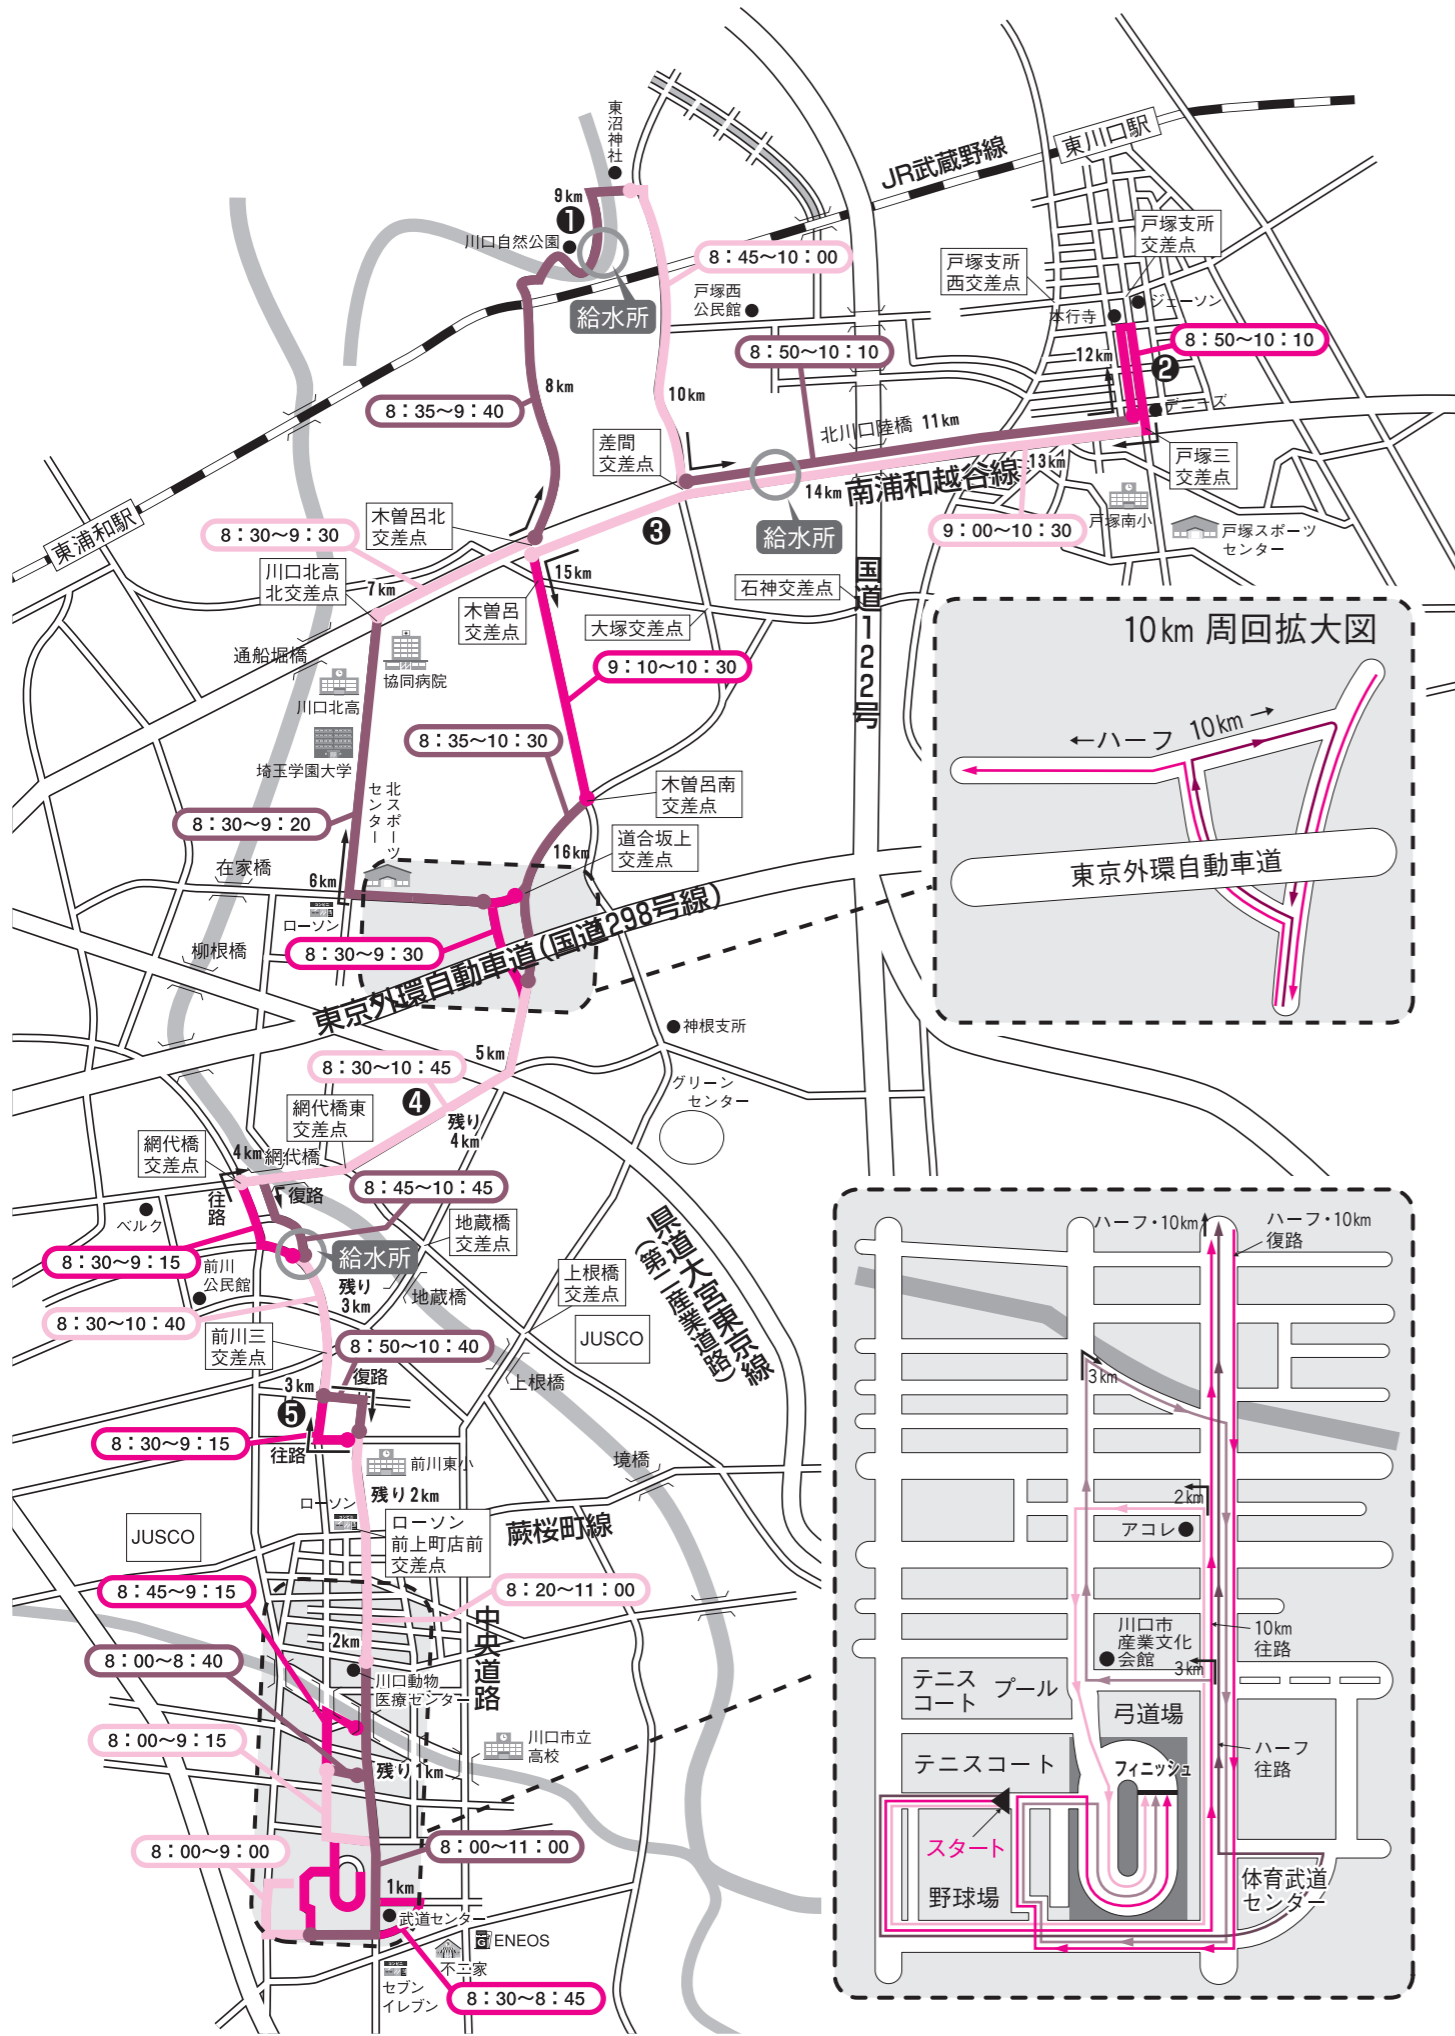 東沼神社
9km
❶
川口自然公園
給水所
8：45〜10：00
JR武蔵野線
東川口駅
戸塚支所
交差点
戸塚支所
西交差点
ジェーソン
本行寺
戸塚西
公民館
8：50〜10：10
8：50〜10：10
12km
❷
デニーズ
8km
8：35〜9：40
10km
北川口陸橋
11km
差間
交差点
戸塚三
交差点
13km
14km
南浦和越谷線
給水所
9：00〜10：30
戸塚南小
戸塚スポーツ
センター
東浦和駅
8：30〜9：30
木曽呂北
交差点
❸
川口北高
北交差点
7km
15km
木曽呂
交差点
大塚交差点
石神交差点
国道122号
通船堀橋
川口北高
協同病院
9：10〜10：30
8：35〜10：30
埼玉学園大学
北スポーツ
センター
木曽呂南
交差点
8：30〜9：20
道合坂上
交差点
16km
在家橋
6km
ローソン
柳根橋
8：30〜9：30
東京外環自動車道(国道298号線)
神根支所
グリーン
センター
10km 周回拡大図
←ハーフ
10km→
東京外環自動車道
5km
8：30〜10：45
❹
網代橋東
交差点
残り
4km
網代橋
交差点
4km
網代橋
往路
復路
8：45〜10：45
ベルク
8：30〜9：15
給水所
地蔵橋
交差点
前川
公民館
残り
3km
地蔵橋
上根橋
交差点
8：30〜10：40
前川三
交差点
8：50〜10：40
JUSCO
県道大宮東京線
(第二産業道路)
上根橋
3km
復路
❺
8：30〜9：15
往路
前川東小
境橋
残り2km
ローソン
ローソン
前上町店前
交差点
蕨桜町線
JUSCO
8：45〜9：15
8：20〜11：00
中央道路
2km
8：00〜8：40
川口動物
医療センター
8：00〜9：15
川口市立
高校
残り1km
8：00〜9：00
8：00〜11：00
1km
武道センター
ENEOS
不二家
セブン
イレブン
8：30〜8：45
ハーフ・10km
ハーフ・10km
復路
3km
2km
アコレ
川口市
産業文化
会館
10km
往路
3km
テニス
コート
プール
弓道場
テニスコート
フィニッシュ
ハーフ
往路
スタート
野球場
体育武道
センター